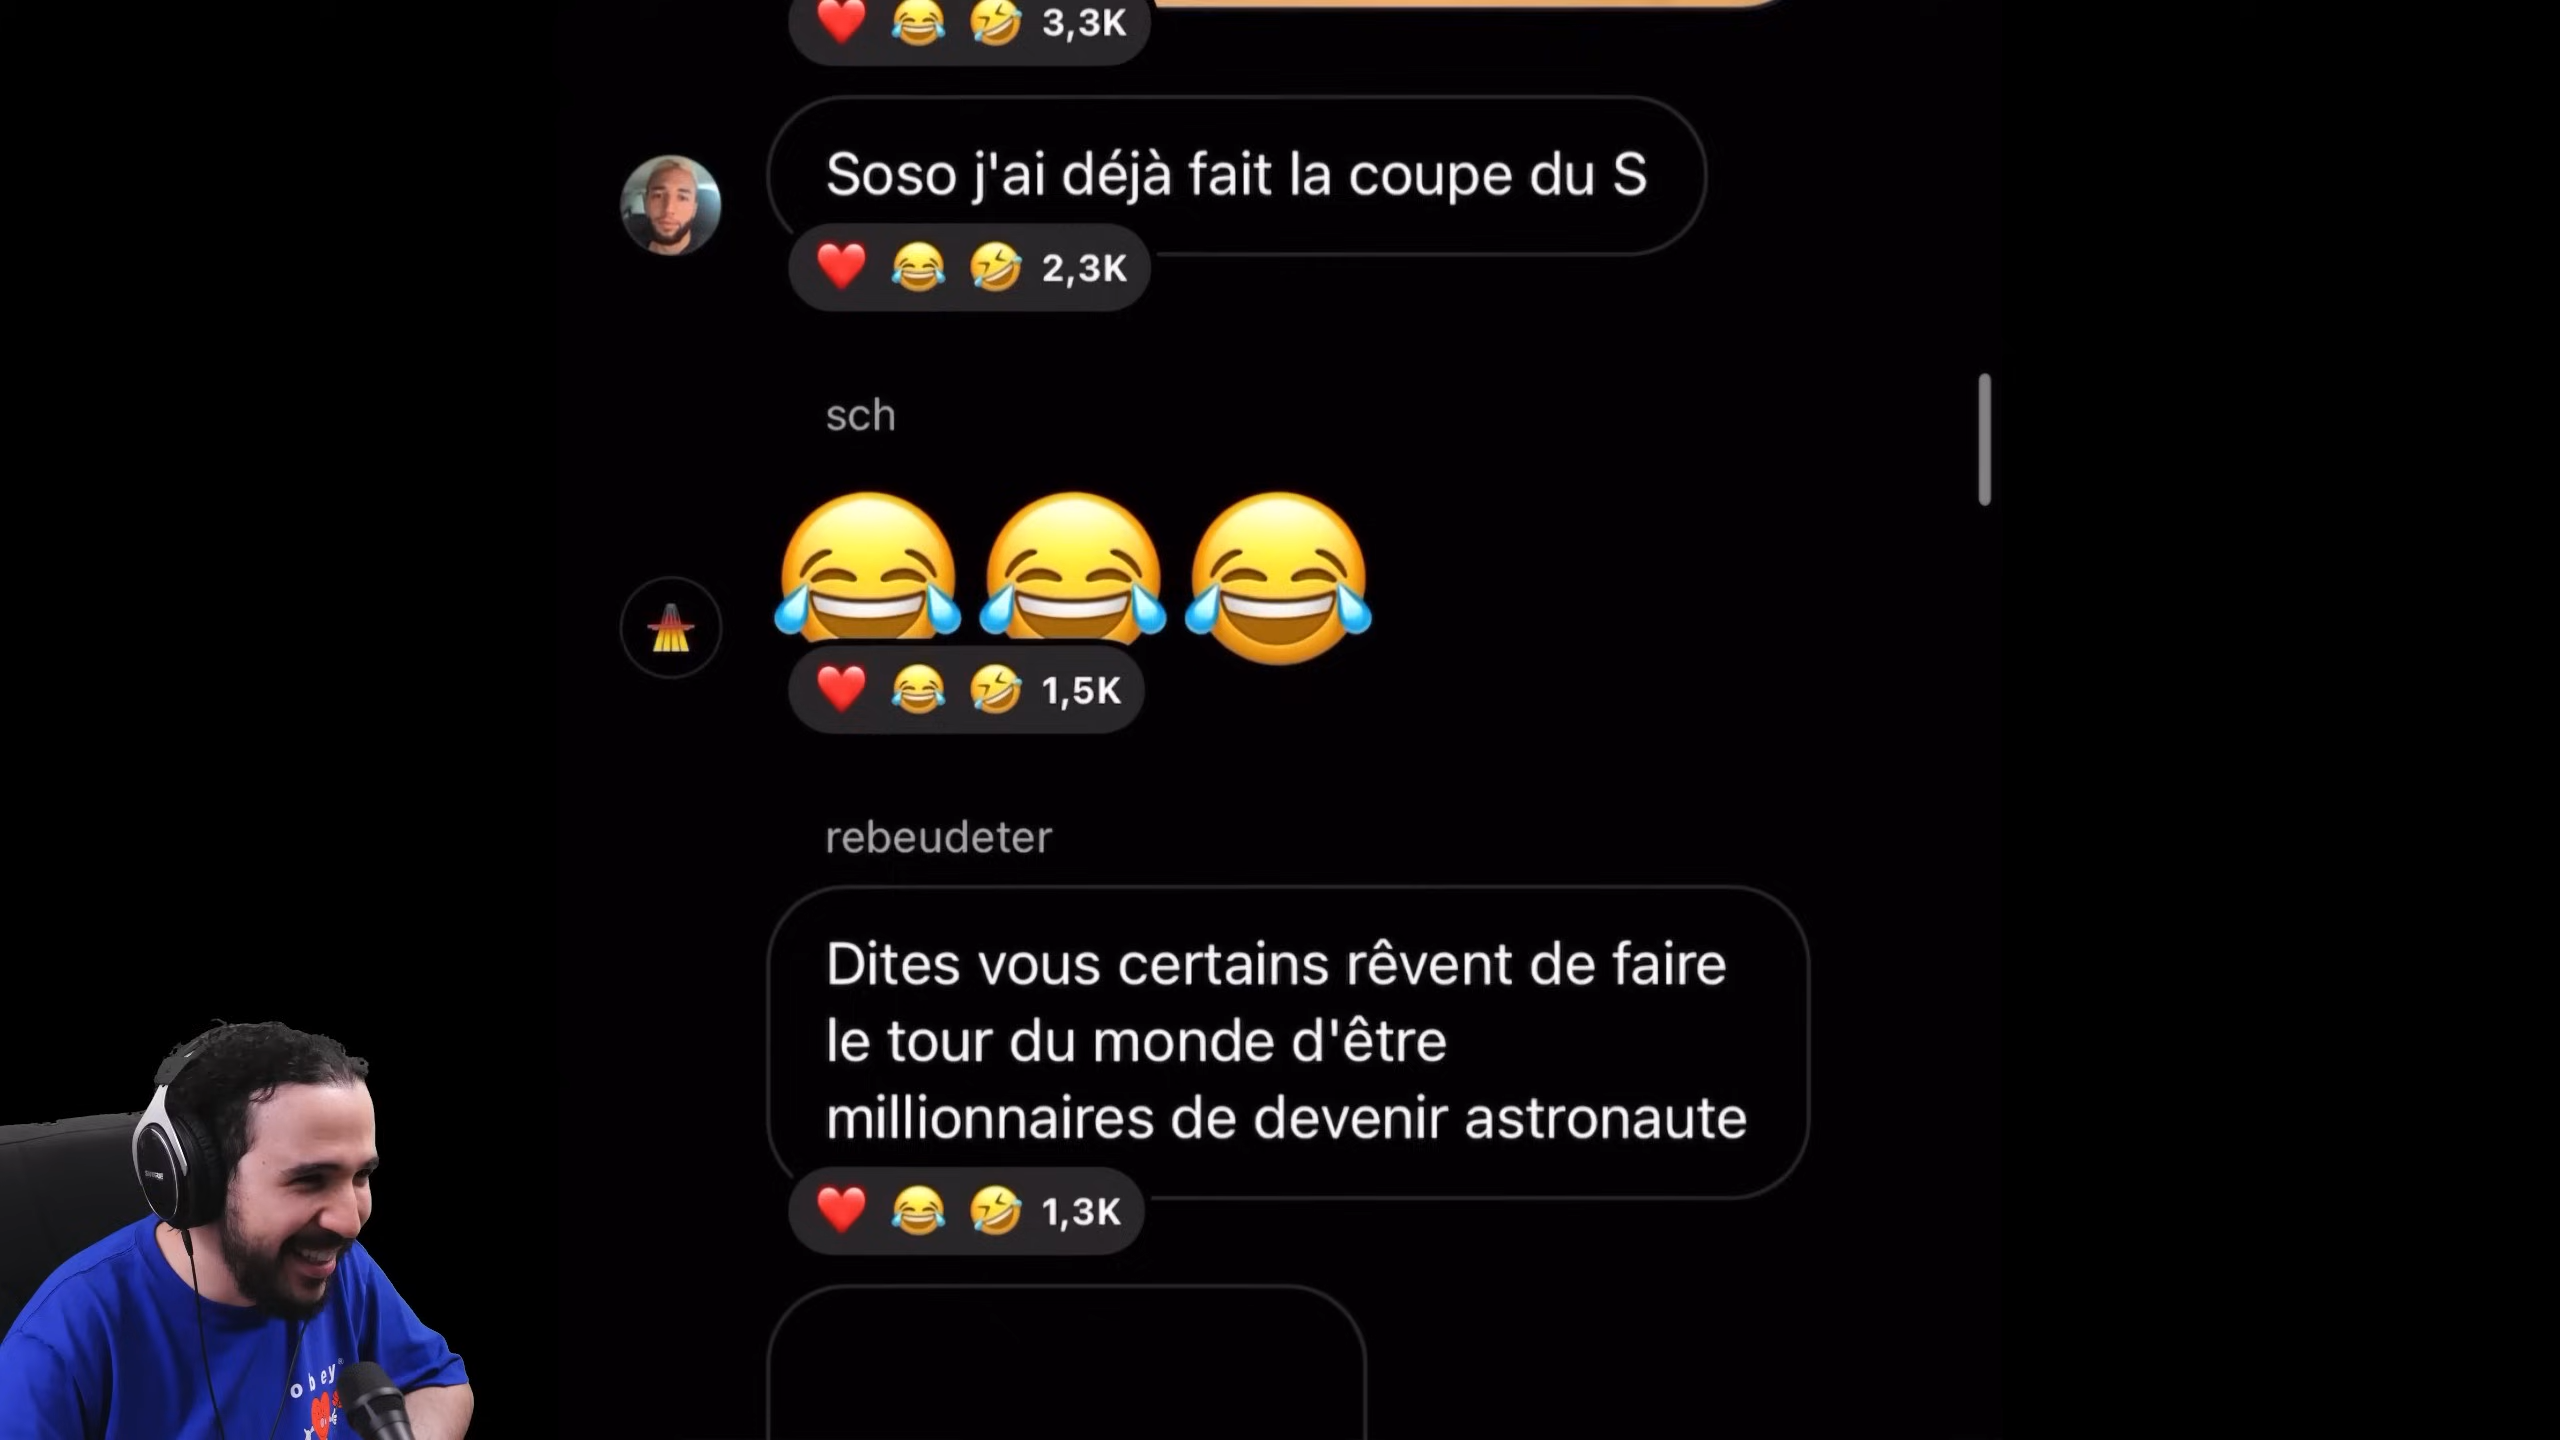 3,3K
Soso j'ai déjà fait la coupe du S
2,3K
sch
😂😂😂
1,5K
rebeudeter
Dites vous certains rêvent de faire
le tour du monde d'être
millionnaires de devenir astronaute
1,3K
obey